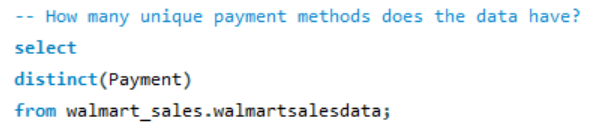 -- How many unique payment methods does the data have?
select
distinct(Payment)
from walmart_sales.walmartsalesdata;